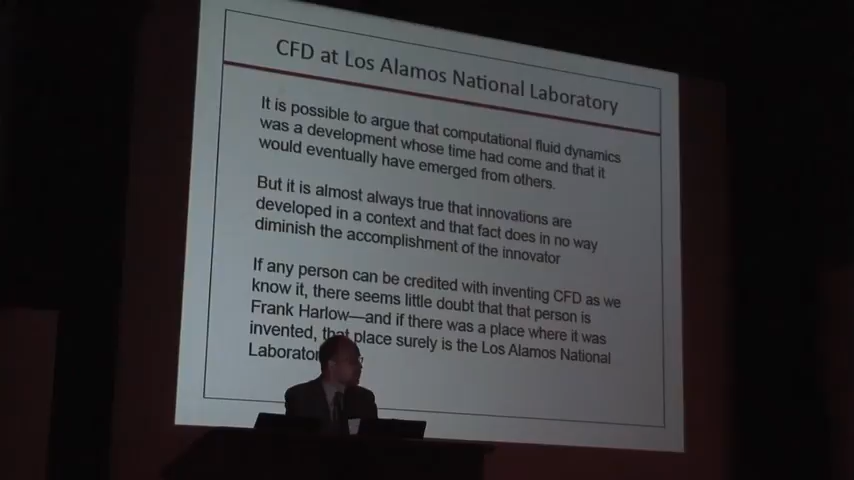 CFD at Los Alamos National Laboratory
It is possible to argue that computational fluid dynamics
was a development whose time had come and that it
would eventually have emerged from others.
But it is almost always true that innovations are
developed in a context and that fact does in no way
diminish the accomplishment of the innovator
If any person can be credited with inventing CFD as we
know it, there seems little doubt that that person is
Frank Harlow—and if there was a place where it was
invented, that place surely is the Los Alamos National
Laborator